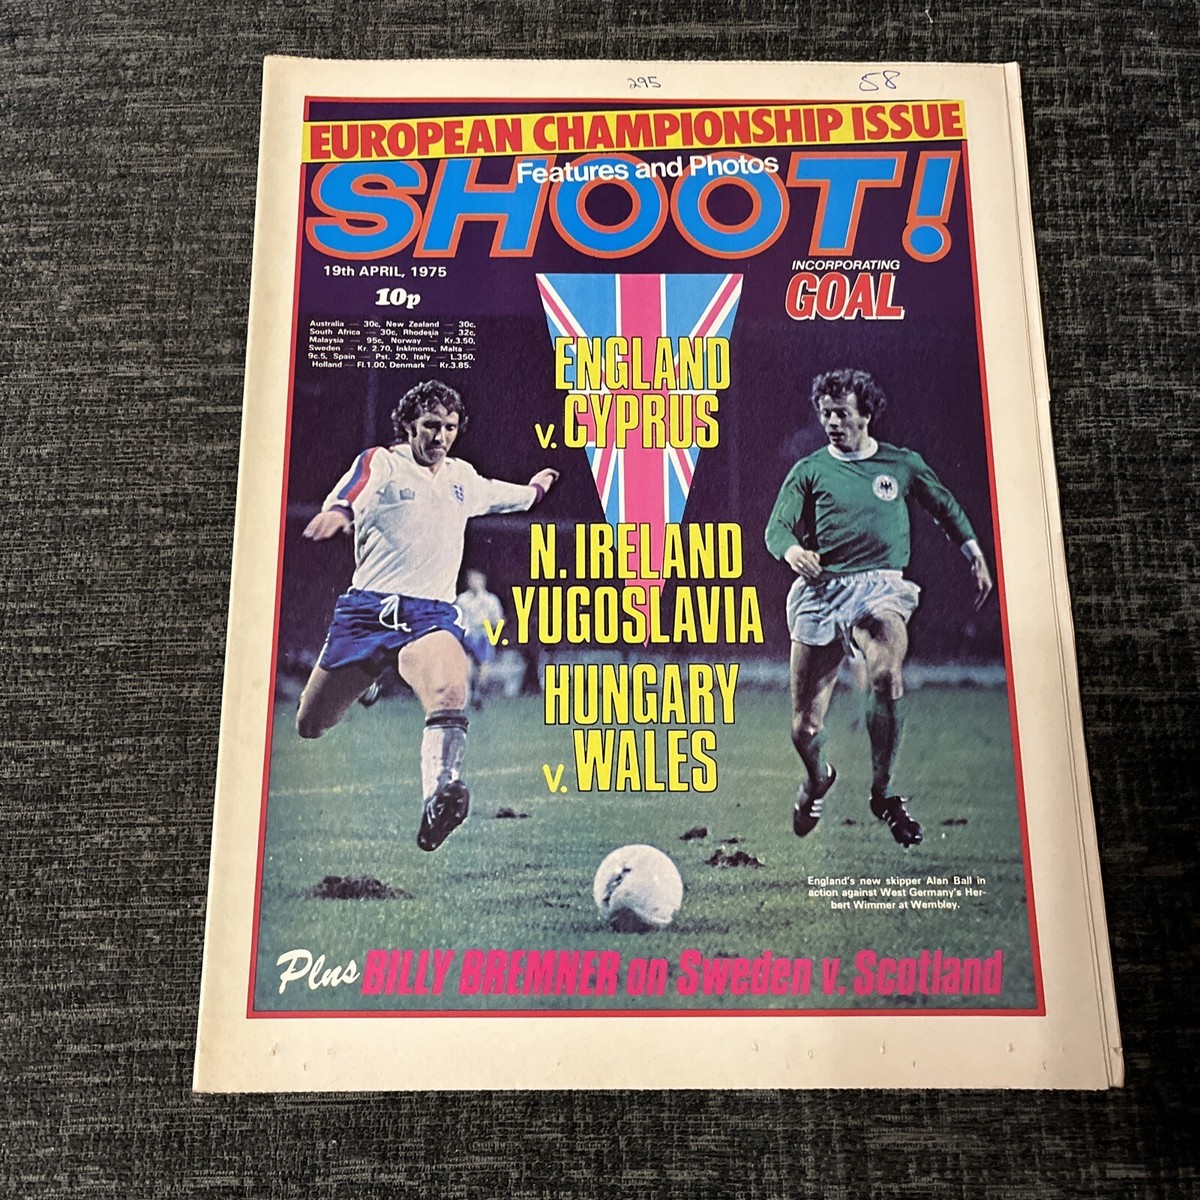 295
58
EUROPEAN CHAMPIONSHIP ISSUE
Features and Photos
SHOOT!
19th APRIL, 1975
10p
INCORPORATING
GOAL
Australia — 30c, New Zealand — 30c,
South Africa — 30c, Rhodesia — 32c,
Malaysia — 95c, Norway — Kr.3.50,
Sweden — Kr. 2.70, Inklmoms, Malta —
9c.5, Spain — Pst. 20, Italy — L.350,
Holland — Fl.1.00, Denmark — Kr.3.85.
ENGLAND
v. CYPRUS
N. IRELAND
v. YUGOSLAVIA
HUNGARY
v. WALES
England's new skipper Alan Ball in
action against West Germany's Her-
bert Wimmer at Wembley.
Plus BILLY BREMNER on Sweden v. Scotland